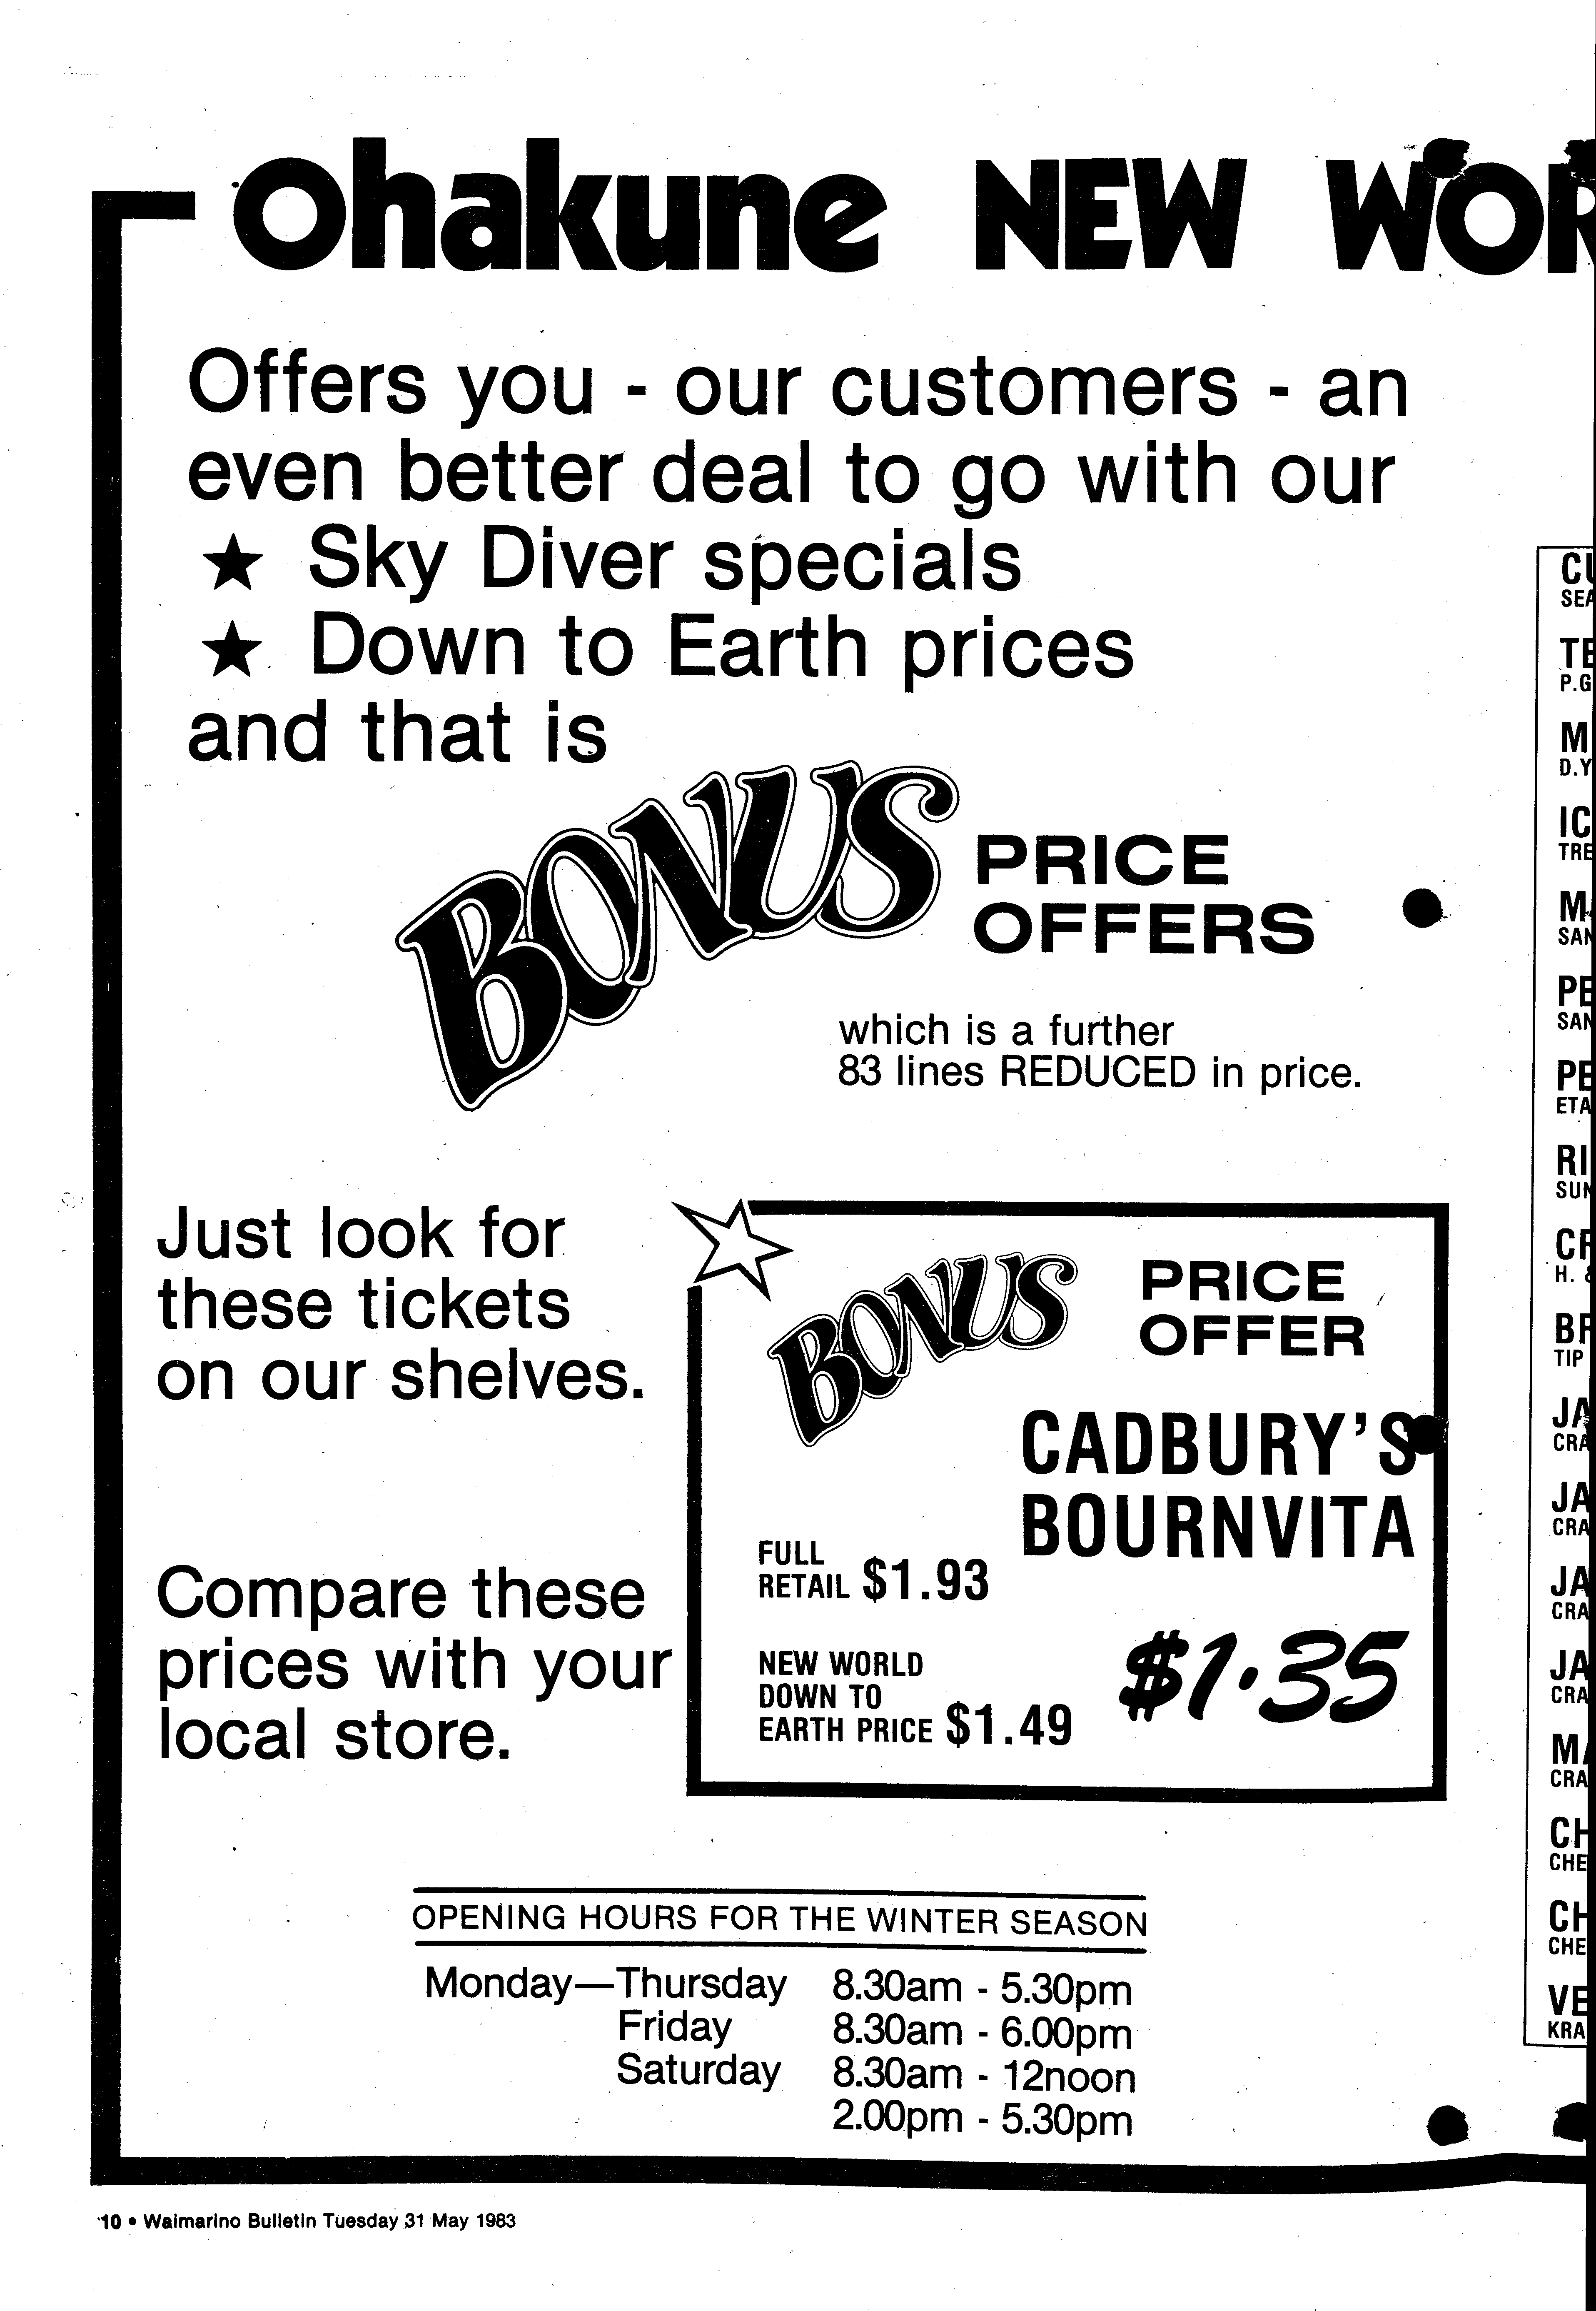 Ohakune NEW WOR
Offers you - our customers - an
even better deal to go with our
★ Sky Diver specials
★ Down to Earth prices
and that is
BONUS PRICE
OFFERS
which is a further
83 lines REDUCED in price.
Just look for
these tickets
on our shelves.
Compare these
prices with your
local store.
BONUS PRICE
OFFER
CADBURY'S
BOURNVITA
FULL
RETAIL $1.93
NEW WORLD
DOWN TO
EARTH PRICE $1.49
$1·35
OPENING HOURS FOR THE WINTER SEASON
Monday—Thursday 8.30am - 5.30pm
Friday 8.30am - 6.00pm
Saturday 8.30am - 12noon
2.00pm - 5.30pm
10 • Waimarino Bulletin Tuesday 31 May 1983